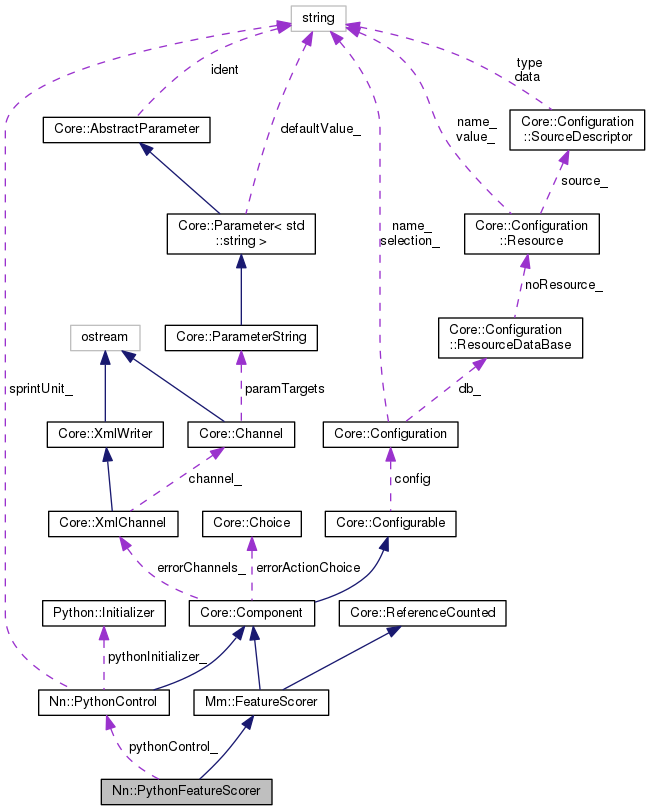 string
type
data
ident
Core::AbstractParameter
defaultValue_
name_
value_
Core::Configuration
::SourceDescriptor
source_
Core::Parameter< std
::string >
name_
selection_
Core::Configuration
::Resource
noResource_
ostream
Core::ParameterString
Core::Configuration
::ResourceDataBase
sprintUnit_
paramTargets
db_
Core::XmlWriter
Core::Channel
Core::Configuration
channel_
config
Core::XmlChannel
Core::Choice
Core::Configurable
errorChannels_
errorActionChoice
Python::Initializer
Core::Component
Core::ReferenceCounted
pythonInitializer_
Nn::PythonControl
Mm::FeatureScorer
pythonControl_
Nn::PythonFeatureScorer